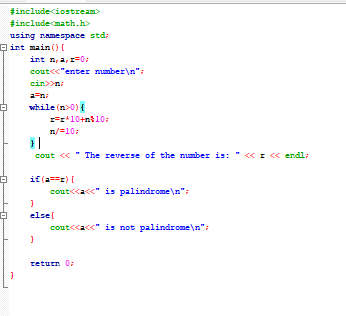 #include<iostream>
#include<math.h>
using namespace std;
int main(){
int n,a,r=0;
cout<<"enter number\n";
cin>>n;
a=n;
while(n>0){
r=r*10+n%10;
n/=10;
}
cout << " The reverse of the number is: " << r << endl;
if(a==r){
cout<<a<<" is palindrome\n";
}
else{
cout<<a<<" is not palindrome\n";
}
return 0;
}